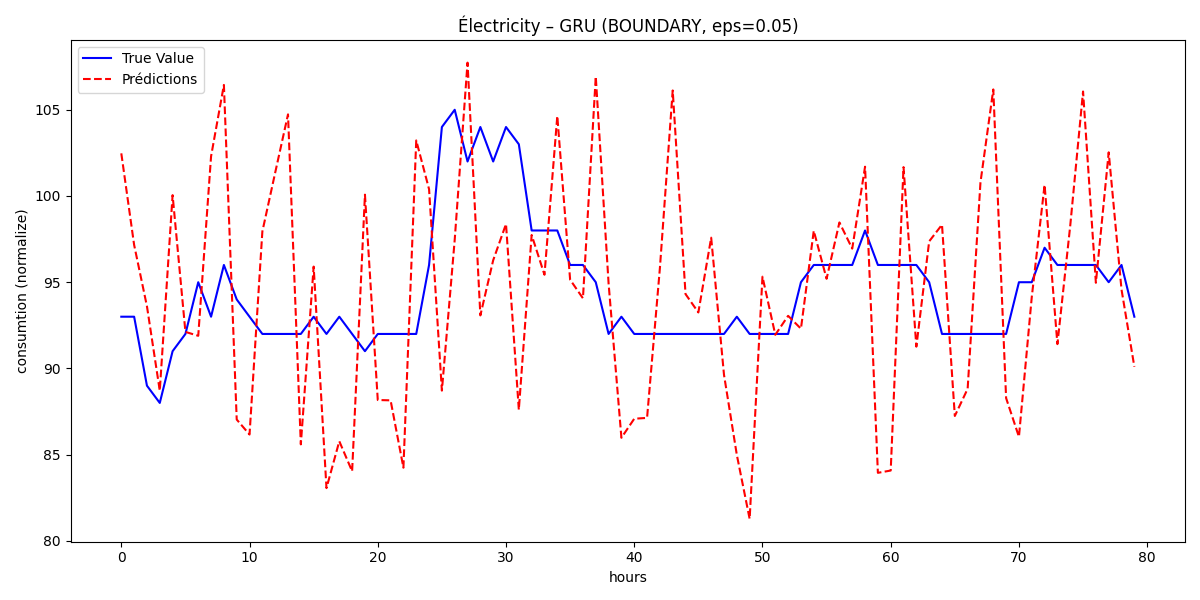 Électricity – GRU (BOUNDARY, eps=0.05)
True Value
Prédictions
consumtion (normalize)
105
100
95
90
85
80
0 10 20 30 40 50 60 70 80
hours